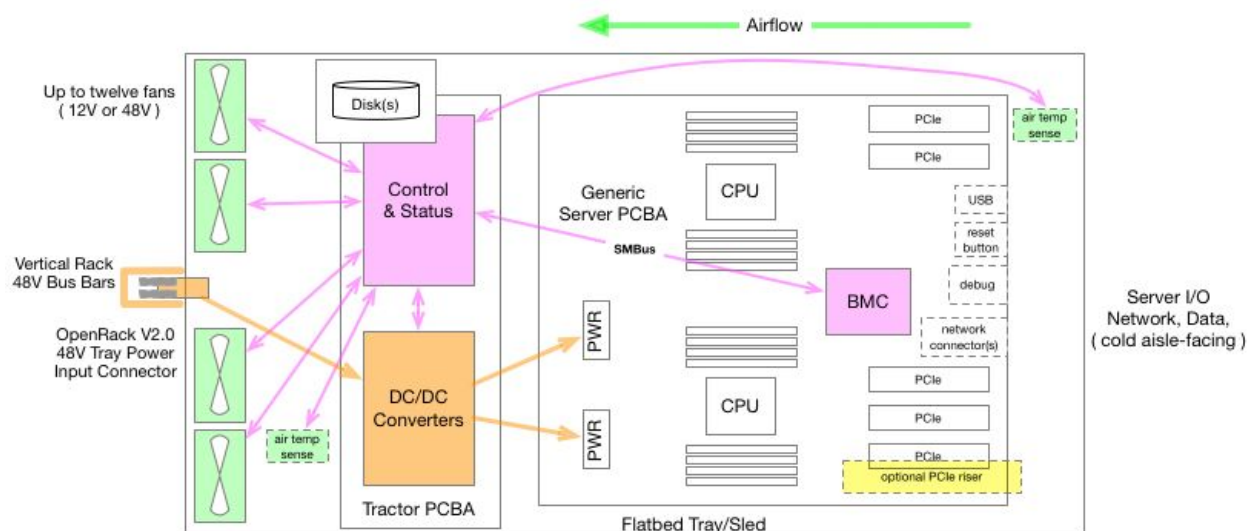 Airflow
Up to twelve fans
( 12V or 48V )
Disk(s)
Control
& Status
Generic
Server PCBA
SMBus
CPU
PCIe
PCIe
air temp
sense
USB
reset
button
debug
network
connector(s)
BMC
Server I/O
Network, Data,
( cold aisle-facing )
Vertical Rack
48V Bus Bars
OpenRack V2.0
48V Tray Power
Input Connector
DC/DC
Converters
PWR
PWR
CPU
PCIe
PCIe
PCIe
optional PCIe riser
air temp
sense
Tractor PCBA
Flatbed Tray/Sled